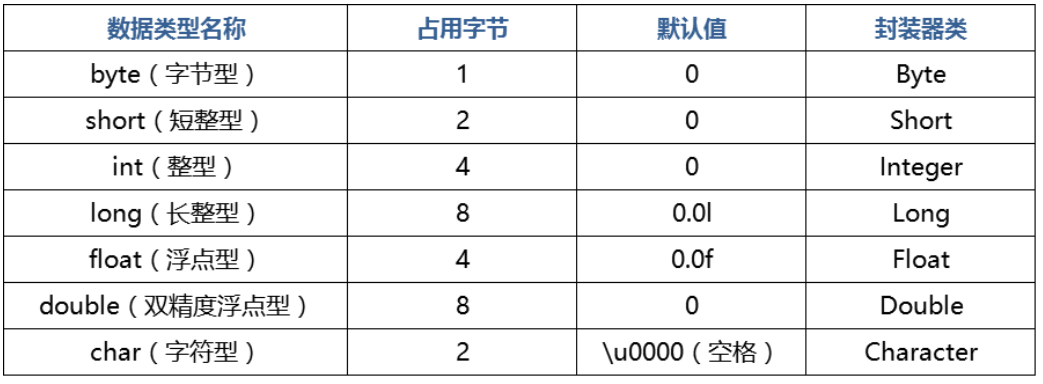 数据类型名称 占用字节 默认值 封装器类
byte（字节型） 1 0 Byte
short（短整型） 2 0 Short
int（整型） 4 0 Integer
long（长整型） 8 0.0l Long
float（浮点型） 4 0.0f Float
double（双精度浮点型） 8 0 Double
char（字符型） 2 \u0000（空格） Character